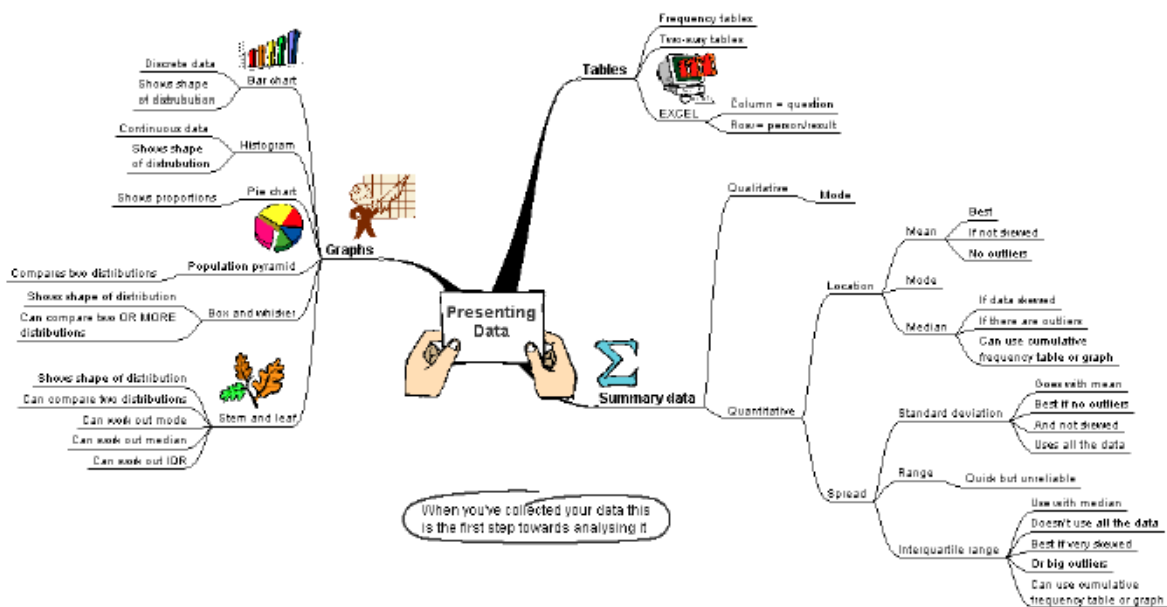 Presenting
Data
Graphs
Bar chart
Discrete data
Shows shape
of distrubution
Histogram
Continuous data
Shows shape
of distrubution
Pie chart
Shows proportions
Population pyramid
Compares two distributions
Box and whisker
Shows shape of distribution
Can compare two OR MORE
distributions
Stem and leaf
Shows shape of distribution
Can compare two distributions
Can work out mode
Can work out median
Can work out IQR
Tables
Frequency tables
Two-way tables
EXCEL
Column = question
Row = person/result
Summary data
Qualitative
Mode
Quantitative
Location
Mean
Best
If not skewed
No outliers
Mode
Median
If data skewed
If there are outliers
Can use cumulative
frequency table or graph
Spread
Standard deviation
Goes with mean
Best if no outliers
And not skewed
Uses all the data
Range
Quick but unreliable
Interquartile range
Use with median
Doesn't use all the data
Best if very skewed
Or big outliers
Can use cumulative
frequency table or graph
When you've collected your data this
is the first step towards analysing it